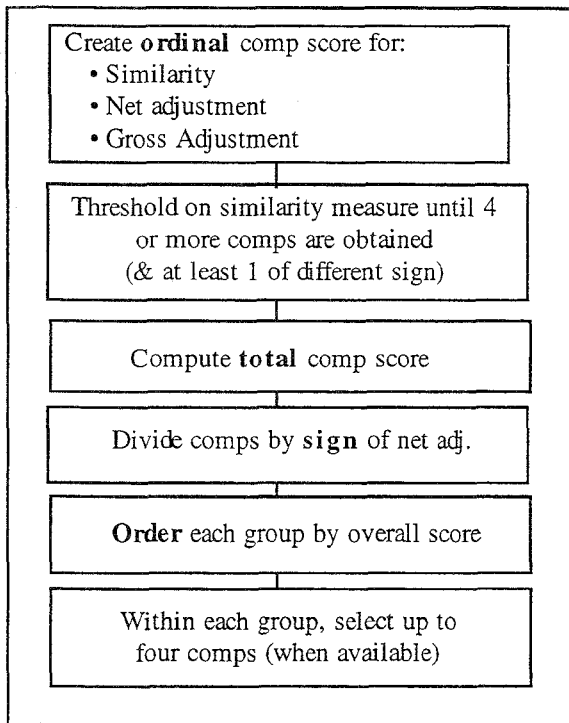 Create ordinal comp score for:
• Similarity
• Net adjustment
• Gross Adjustment
Threshold on similarity measure until 4
or more comps are obtained
(& at least 1 of different sign)
Compute total comp score
Divide comps by sign of net adj.
Order each group by overall score
Within each group, select up to
four comps (when available)